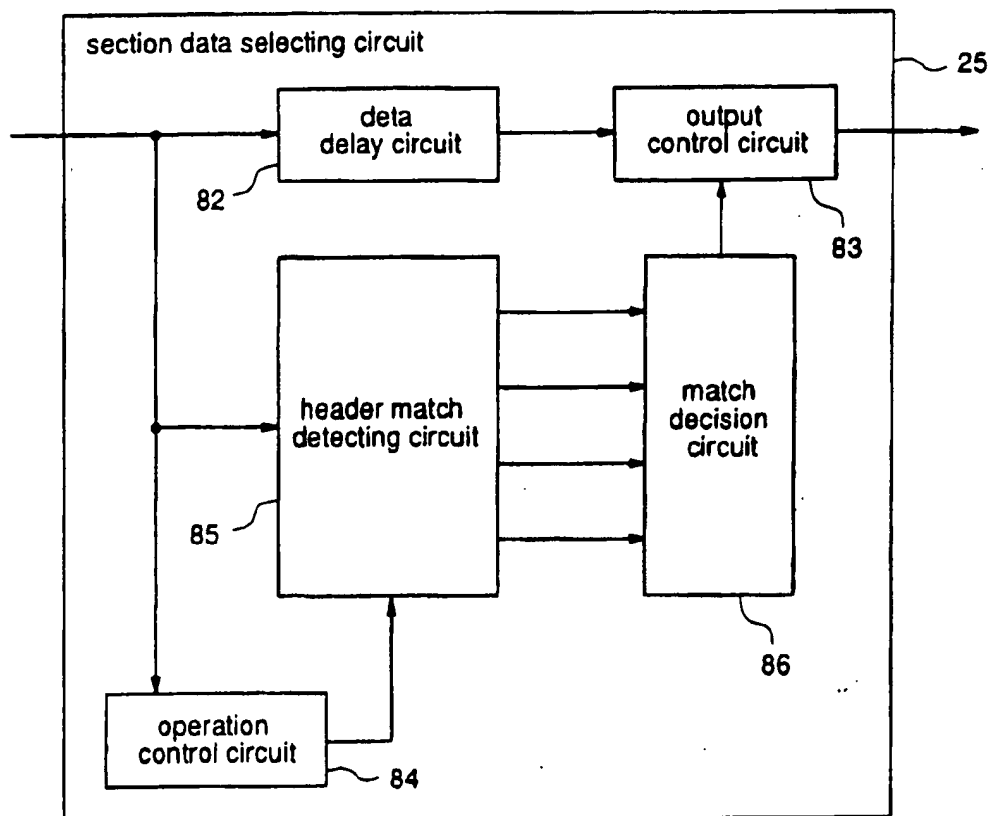 section data selecting circuit
25
deta
delay circuit
82
output
control circuit
83
header match
detecting circuit
85
match
decision
circuit
86
operation
control circuit
84